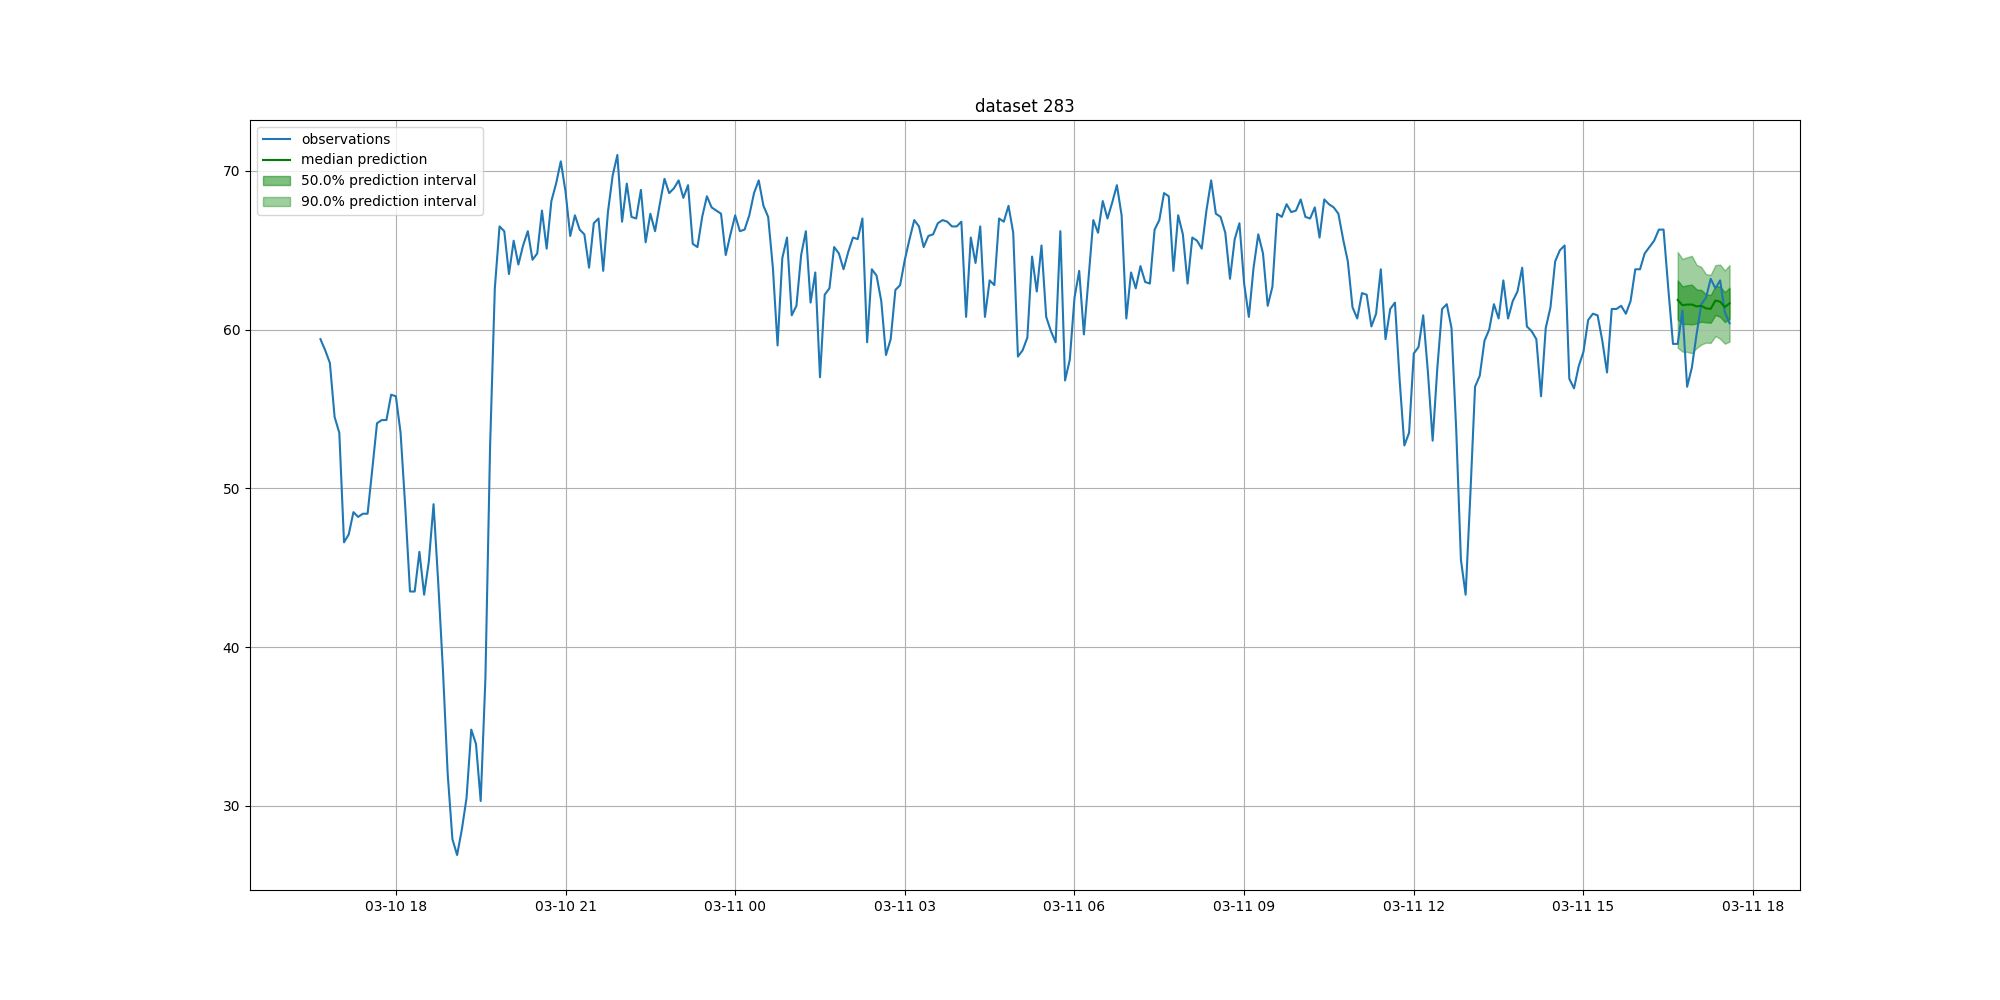 dataset 283
observations
median prediction
50.0% prediction interval
90.0% prediction interval
70
60
50
40
30
03-10 18
03-10 21
03-11 00
03-11 03
03-11 06
03-11 09
03-11 12
03-11 15
03-11 18